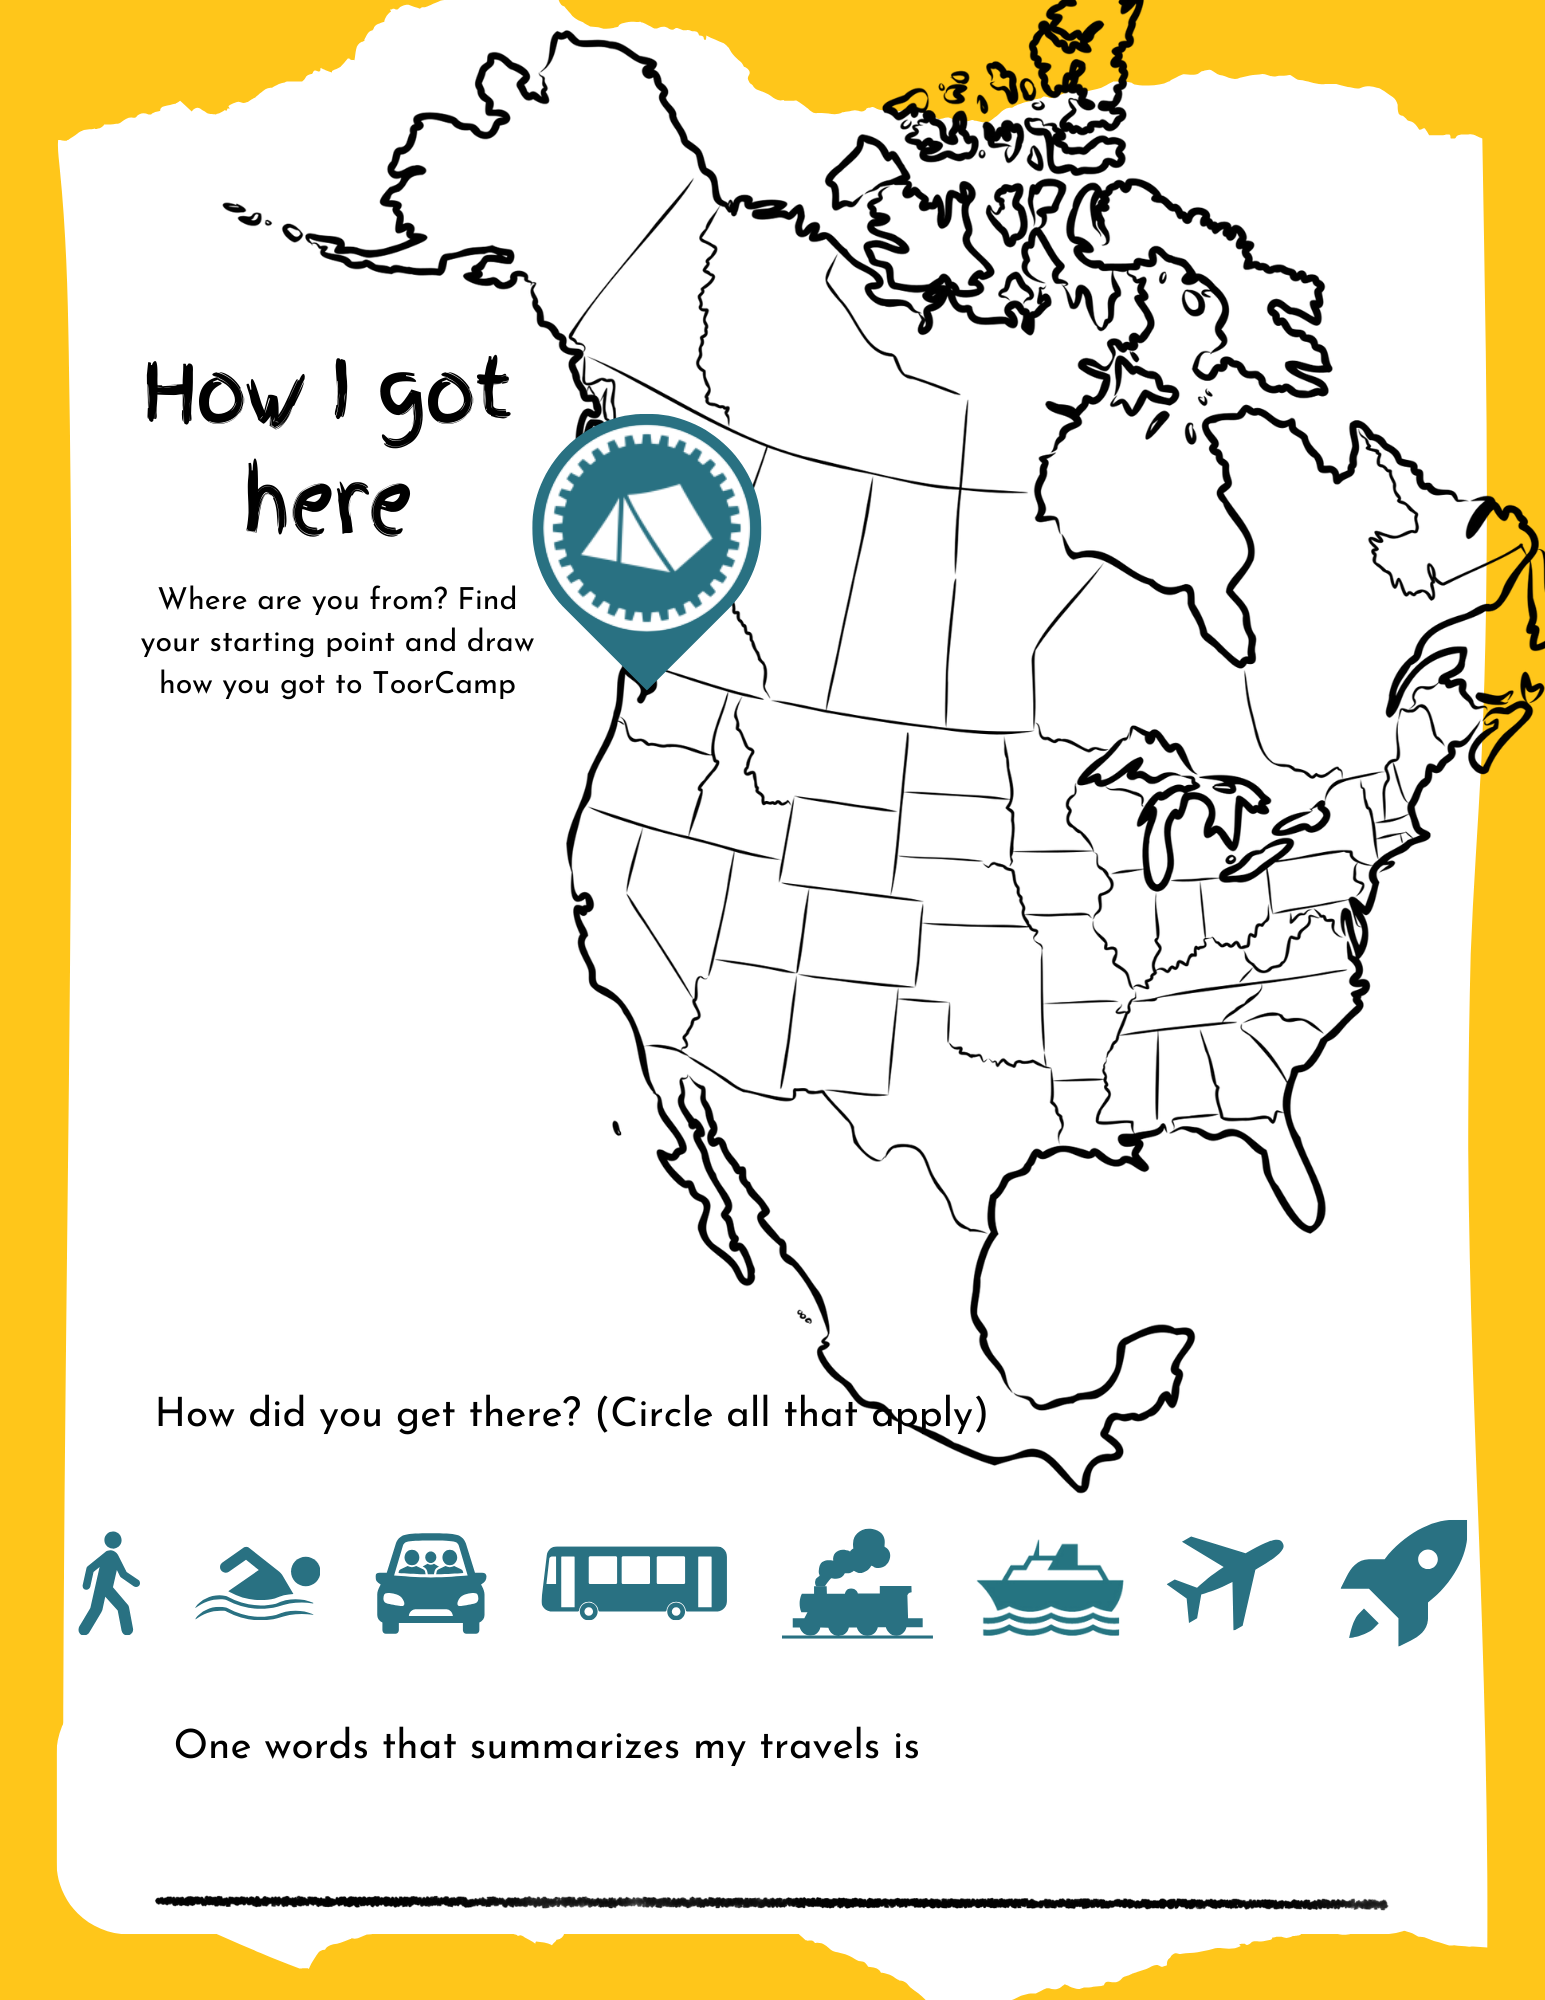 How I got
here
Where are you from? Find
your starting point and draw
how you got to ToorCamp
How did you get there? (Circle all that apply)
One words that summarizes my travels is